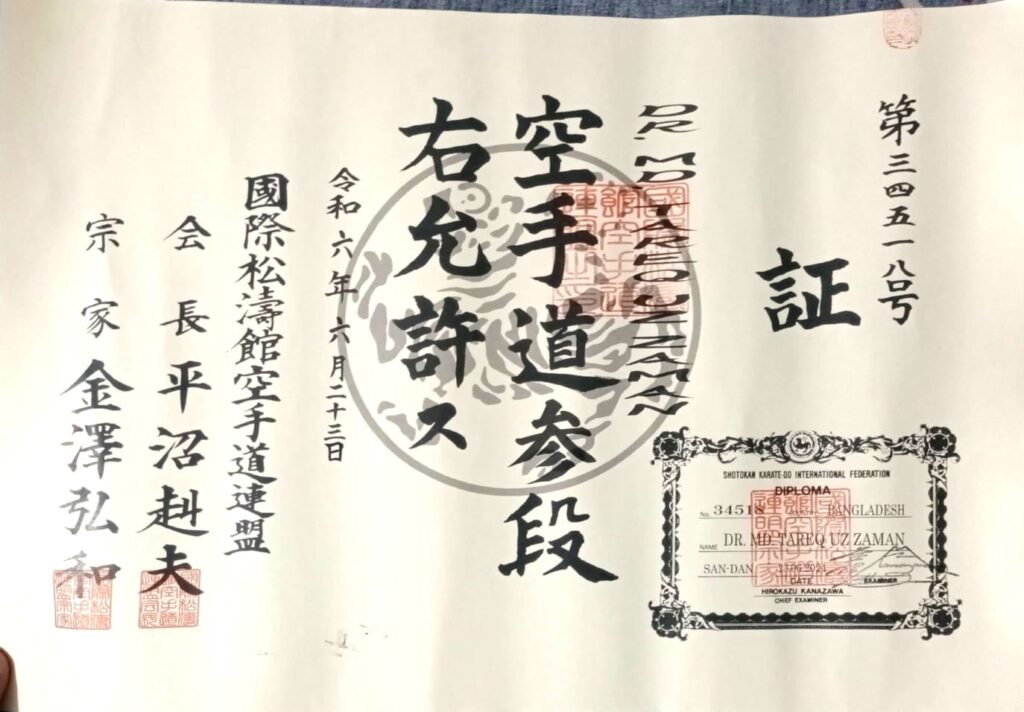 第三四五一八号
証
DR. MD TAREQ UZ ZAMAN
空手道参段
右允許ス
令和六年六月二十三日
國際松濤館空手道連盟
会長 平沼赳夫
宗家 金澤弘和
SHOTOKAN KARATE-DO INTERNATIONAL FEDERATION
DIPLOMA
No. 34518 BANGLADESH
NAME DR. MD TAREQ UZ ZAMAN
SAN-DAN 23.06.2024
DATE EXAMINER
HIROKAZU KANAZAWA
CHIEF EXAMINER